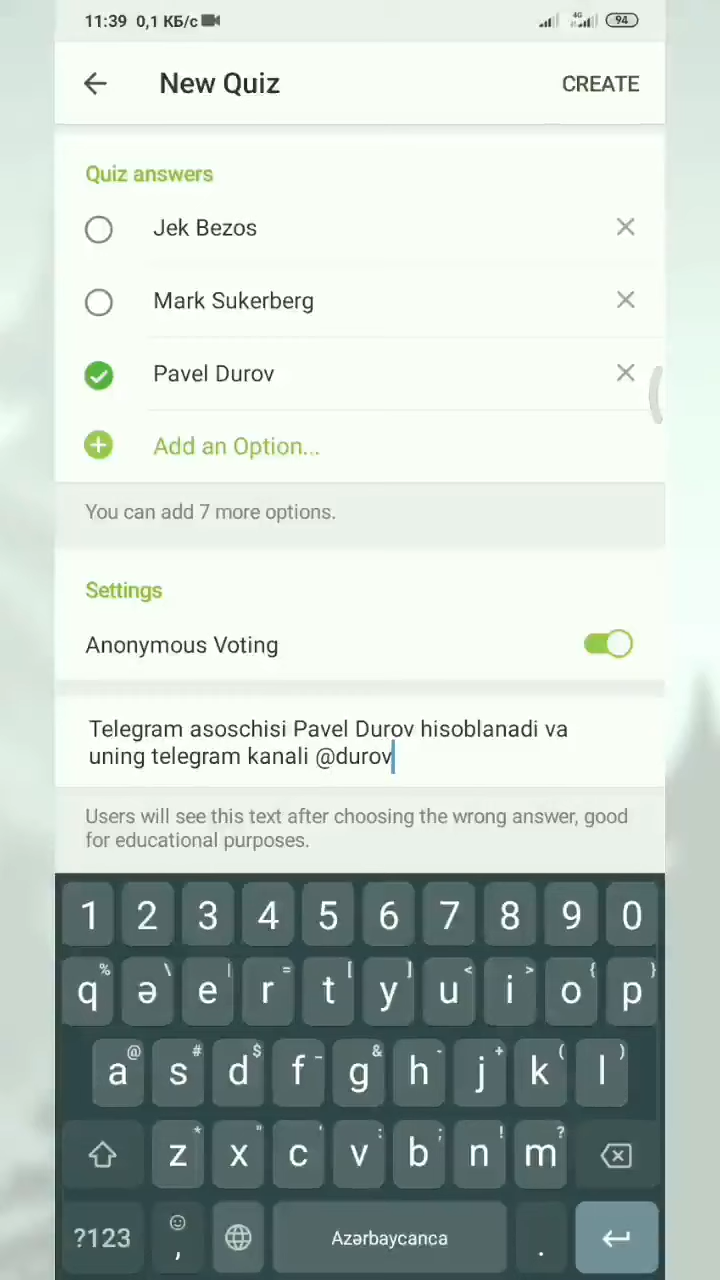 11:39 0,1 КБ/с 4G 94
New Quiz CREATE
Quiz answers
Jek Bezos
Mark Sukerberg
Pavel Durov
Add an Option...
You can add 7 more options.
Settings
Anonymous Voting
Telegram asoschisi Pavel Durov hisoblanadi va
uning telegram kanali @durov
Users will see this text after choosing the wrong answer, good
for educational purposes.
1 2 3 4 5 6 7 8 9 0
% \ | = [ ] < > { }
q ə e r t y u i o p
@ # $ _ & - + ( )
a s d f g h j k l
* " ' : ; ! ?
z x c v b n m
?123 , Azərbaycanca .